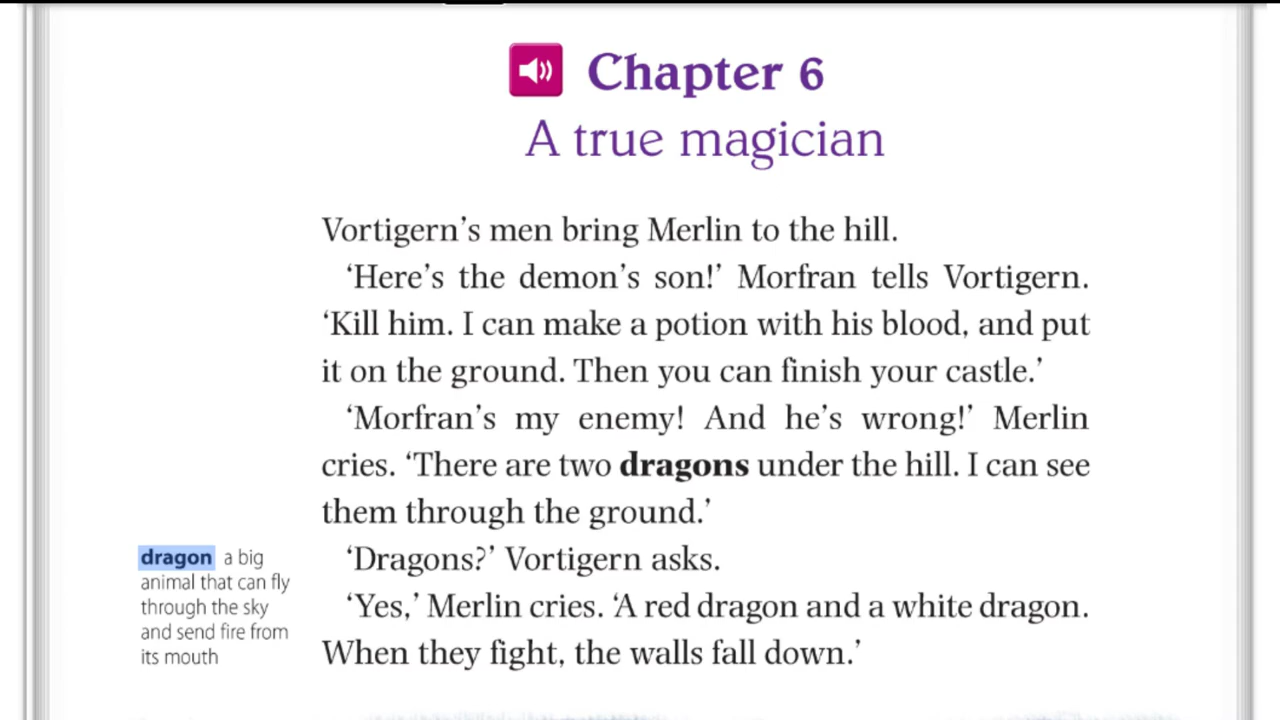 Chapter 6
A true magician
Vortigern’s men bring Merlin to the hill.
‘Here’s the demon’s son!’ Morfran tells Vortigern.
‘Kill him. I can make a potion with his blood, and put
it on the ground. Then you can finish your castle.’
‘Morfran’s my enemy! And he’s wrong!’ Merlin
cries. ‘There are two dragons under the hill. I can see
them through the ground.’
‘Dragons?’ Vortigern asks.
‘Yes,’ Merlin cries. ‘A red dragon and a white dragon.
When they fight, the walls fall down.’
dragon a big
animal that can fly
through the sky
and send fire from
its mouth